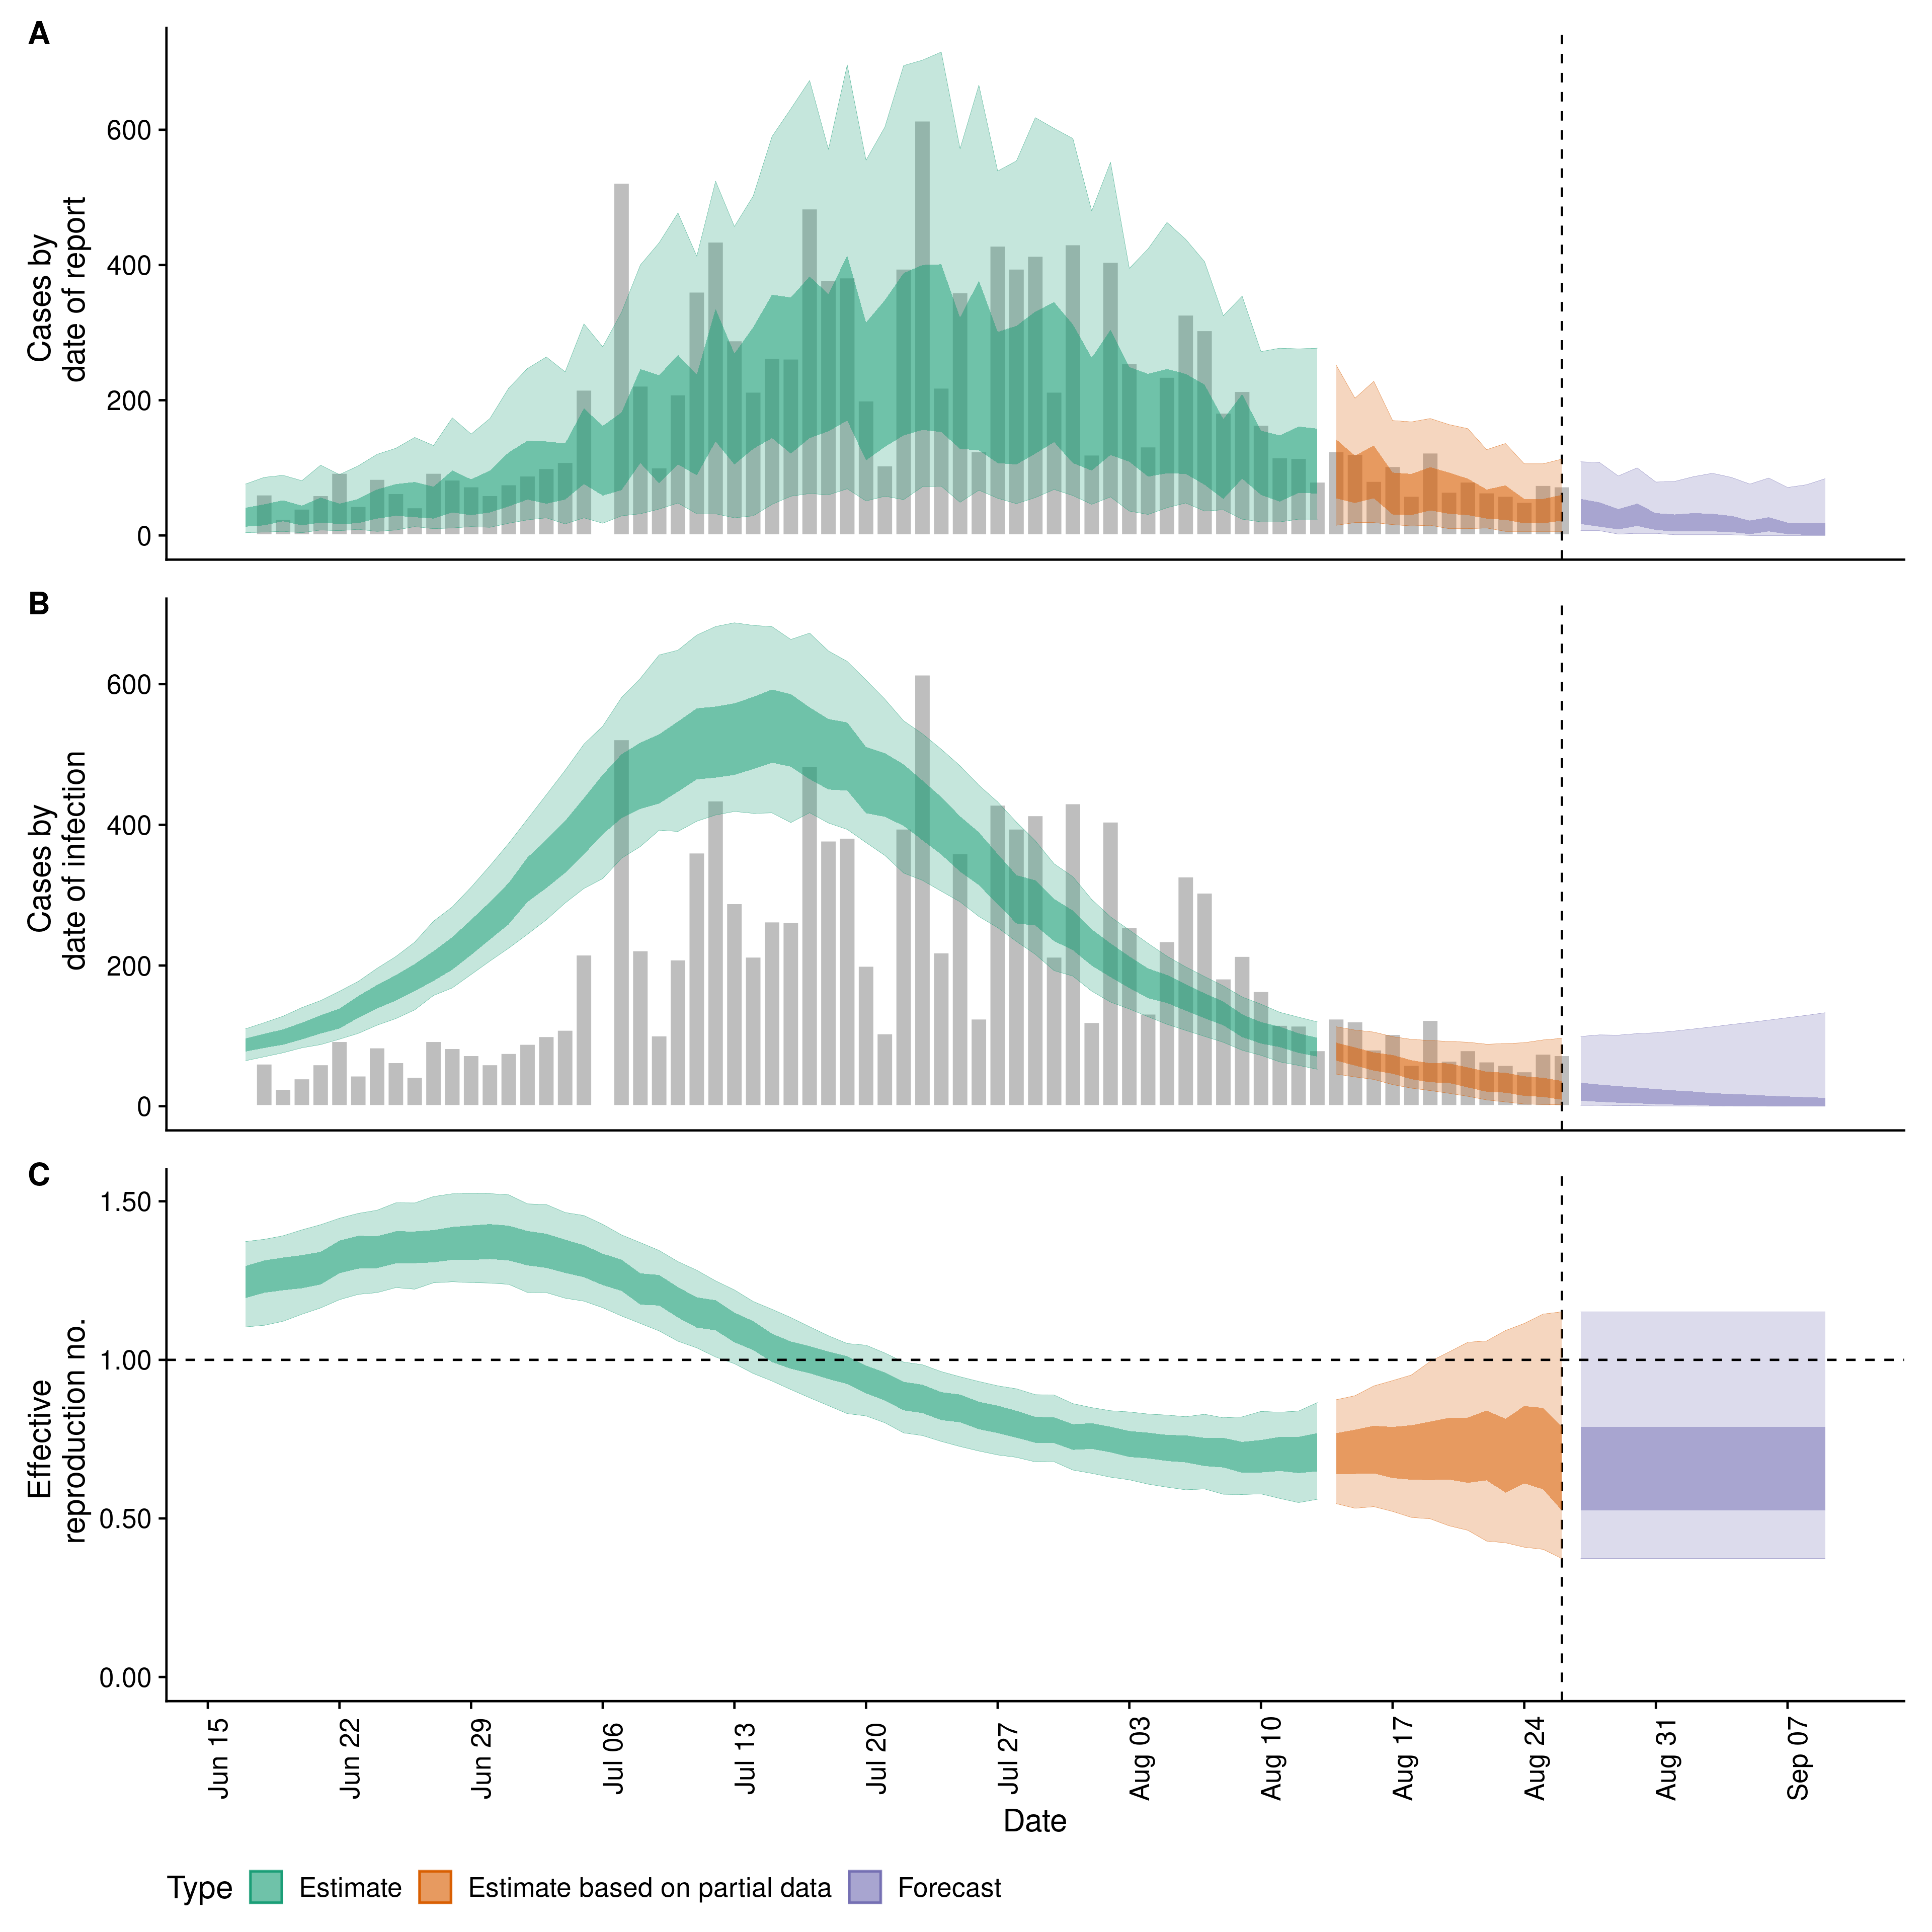 A
Cases by
date of report
600
400
200
0
B
Cases by
date of infection
600
400
200
0
C
Effective
reproduction no.
1.50
1.00
0.50
0.00
Jun 15
Jun 22
Jun 29
Jul 06
Jul 13
Jul 20
Jul 27
Aug 03
Aug 10
Aug 17
Aug 24
Aug 31
Sep 07
Date
Type
Estimate
Estimate based on partial data
Forecast